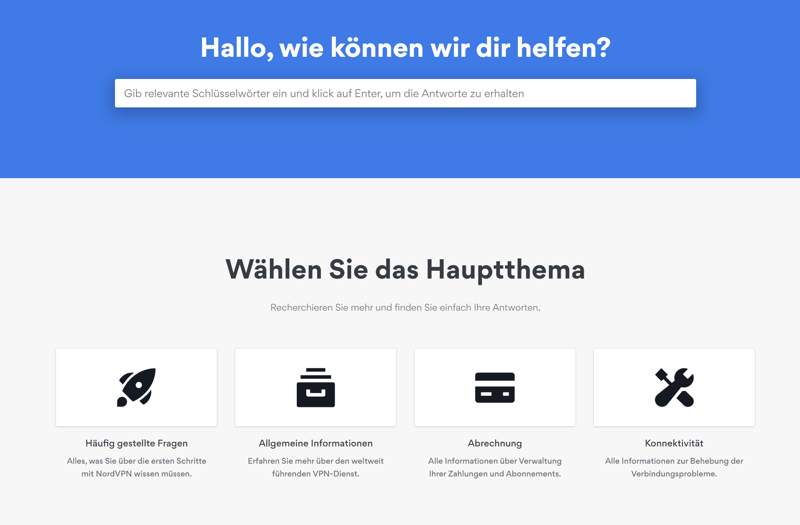 Hallo, wie können wir dir helfen?
Gib relevante Schlüsselwörter ein und klick auf Enter, um die Antworte zu erhalten
Wählen Sie das Hauptthema
Recherchieren Sie mehr und finden Sie einfach Ihre Antworten.
Häufig gestellte Fragen
Alles, was Sie über die ersten Schritte
mit NordVPN wissen müssen.
Allgemeine Informationen
Erfahren Sie mehr über den weltweit
führenden VPN-Dienst.
Abrechnung
Alle Informationen über Verwaltung
Ihrer Zahlungen und Abonnements.
Konnektivität
Alle Informationen zur Behebung der
Verbindungsprobleme.